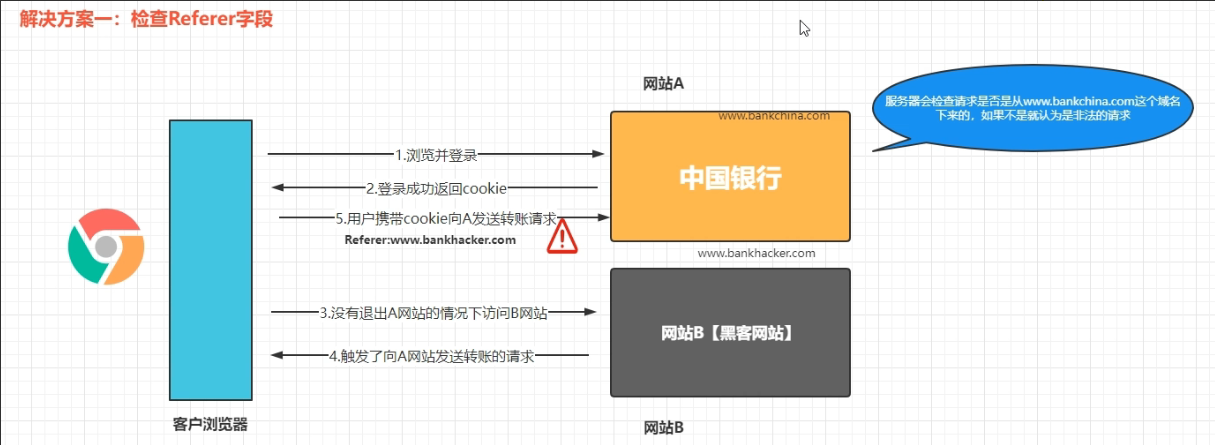 解决方案一：检查Referer字段
网站A
服务器会检查请求是否是从www.bankchina.com这个域名
下来的，如果不是就认为是非法的请求
www.bankchina.com
中国银行
1.浏览并登录
2.登录成功返回cookie
5.用户携带cookie向A发送转账请求
Referer:www.bankhacker.com
www.bankhacker.com
3.没有退出A网站的情况下访问B网站
网站B【黑客网站】
4.触发了向A网站发送转账的请求
客户浏览器
网站B